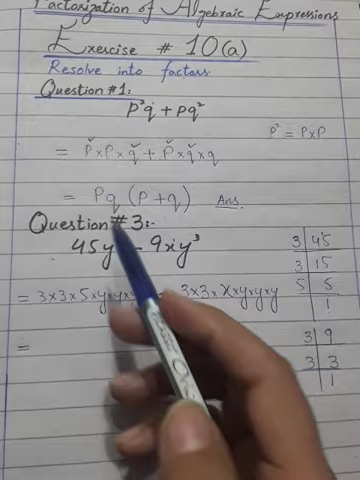 Factorization of Algebraic Expressions
Exercise # 10(a)
Resolve into factors.
Question #1:
p²q + pq²
p² = p×p
= p×p×q + p×q×q
= pq (p+q) Ans.
Question #3:-
45y - 9xy³
3 | 45
3 | 15
5 | 5
1
= 3×3×5×y×y× 3×3×x×y×y×y
3 | 9
3 | 3
1
=